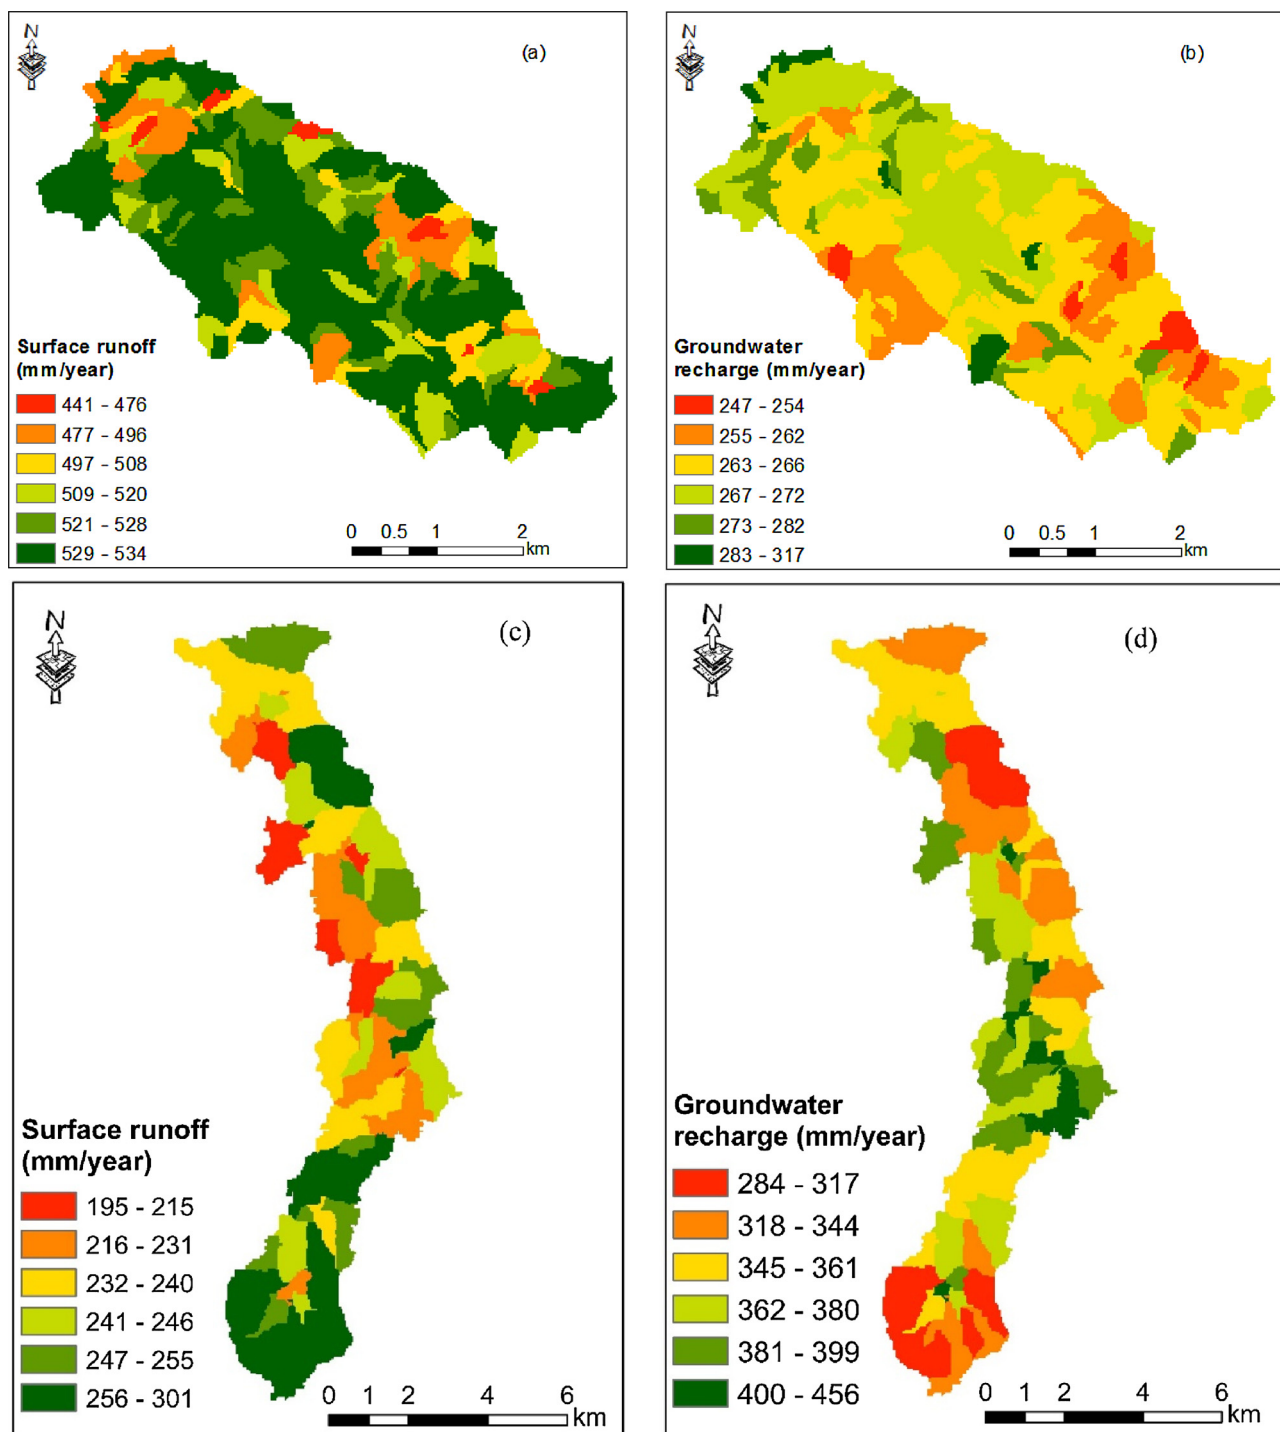 N
(a)
Surface runoff
(mm/year)
441 - 476
477 - 496
497 - 508
509 - 520
521 - 528
529 - 534
0 0.5 1 2
km
N
(b)
Groundwater
recharge (mm/year)
247 - 254
255 - 262
263 - 266
267 - 272
273 - 282
283 - 317
0 0.5 1 2
km
N
(c)
Surface runoff
(mm/year)
195 - 215
216 - 231
232 - 240
241 - 246
247 - 255
256 - 301
0 1 2 4 6
km
N
(d)
Groundwater
recharge (mm/year)
284 - 317
318 - 344
345 - 361
362 - 380
381 - 399
400 - 456
0 1 2 4 6
km